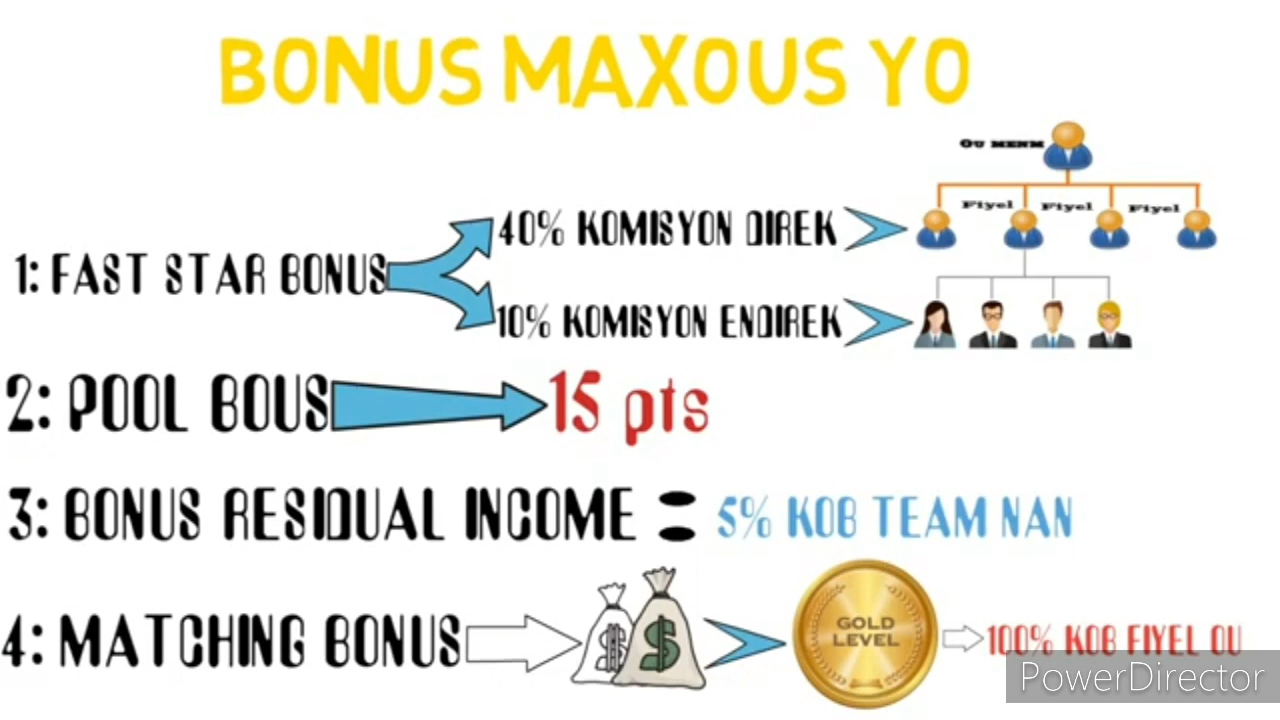 BONUS MAXOUS YO
OU MENM
Fiyel Fiyel Fiyel
1: FAST STAR BONUS
40% KOMISYON DIREK
10% KOMISYON ENDIREK
2: POOL BOUS 15 pts
3: BONUS RESIDUAL INCOME = 5% KOB TEAM NAN
4: MATCHING BONUS
$ $
GOLD
LEVEL
100% KOB FIYEL OU
PowerDirector